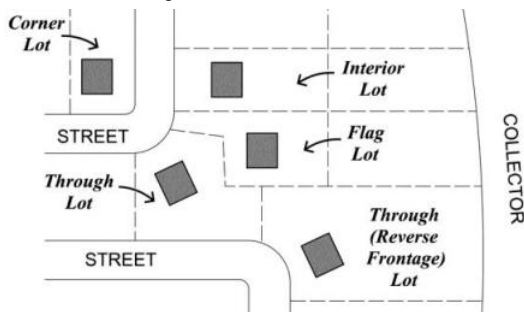 Corner
Lot
Interior
Lot
STREET
Flag
Lot
COLLECTOR
Through
Lot
Through
(Reverse
Frontage)
Lot
STREET